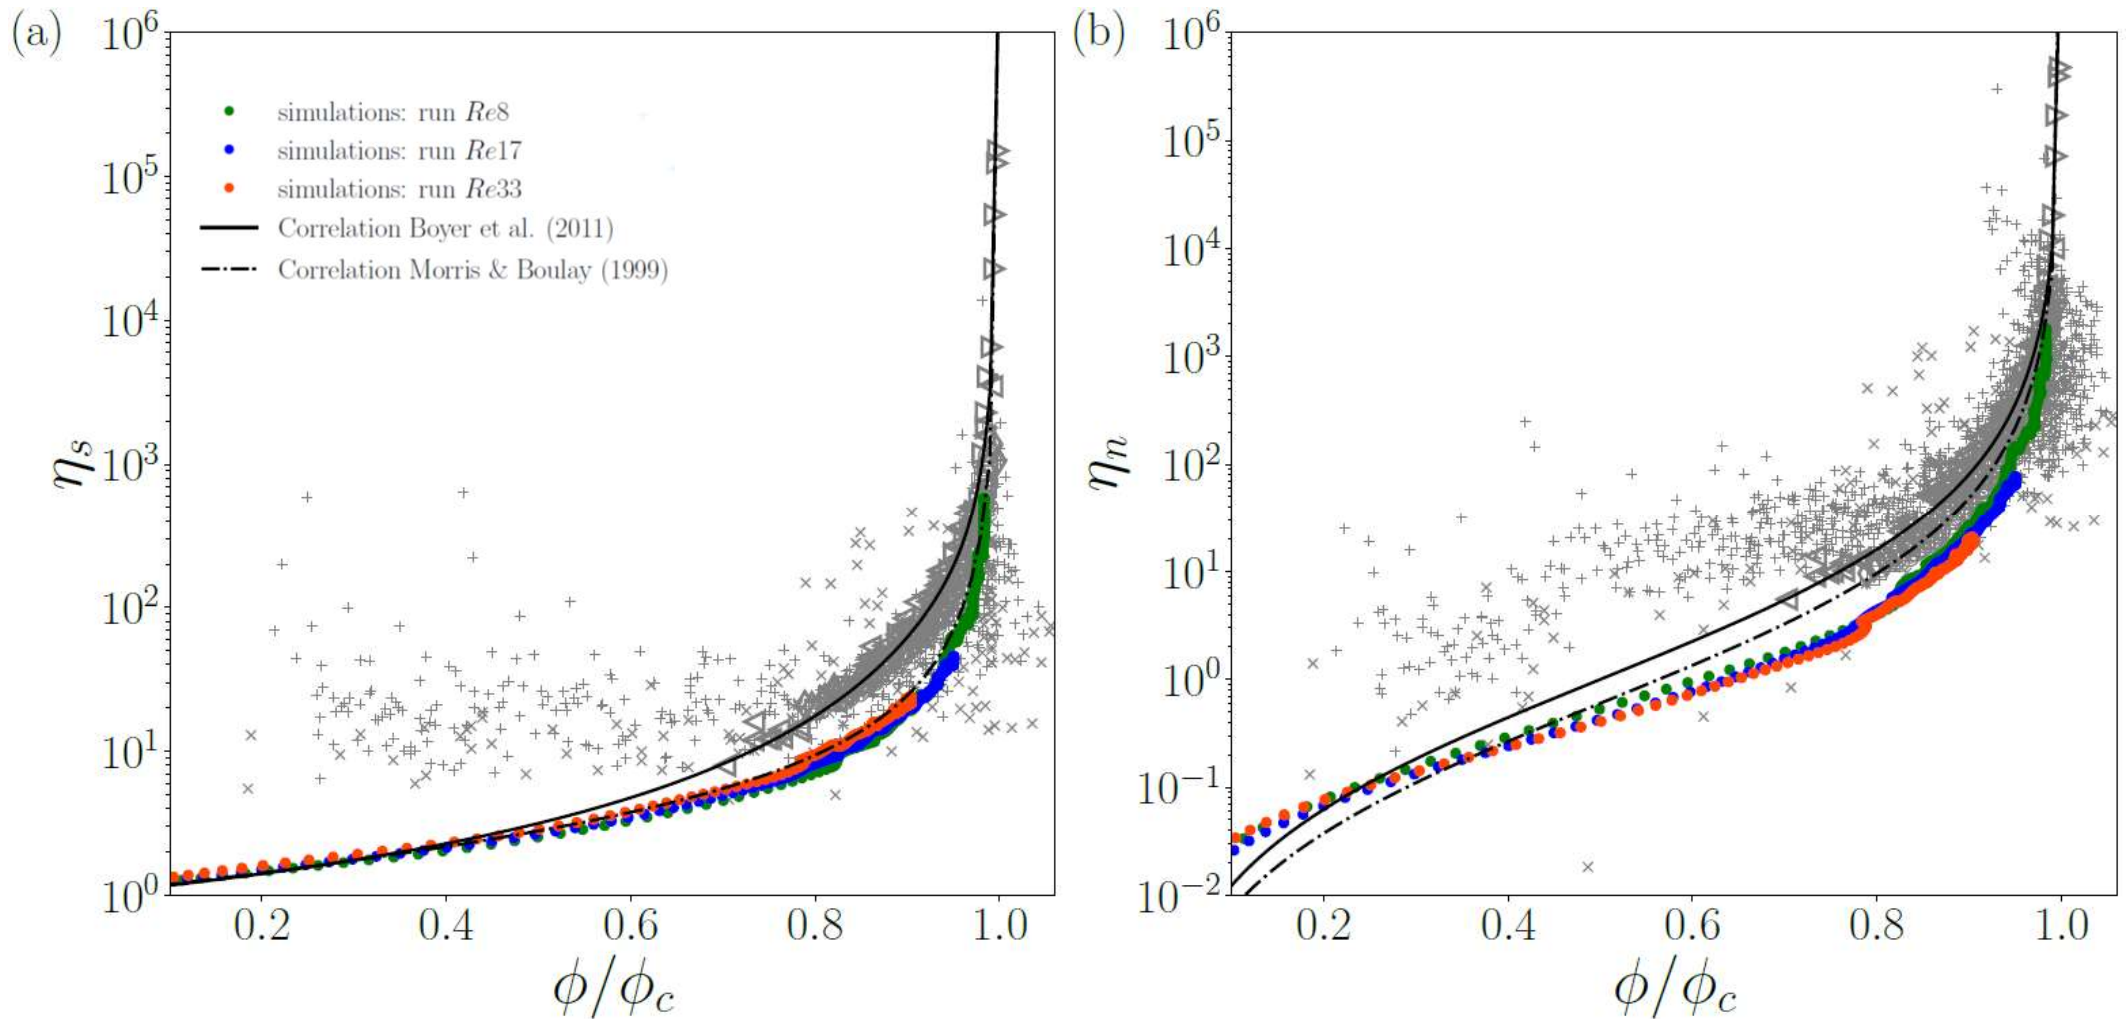 (a)
10^6
10^5
10^4
10^3
10^2
10^1
10^0
η_s
simulations: run Re8
simulations: run Re17
simulations: run Re33
Correlation Boyer et al. (2011)
Correlation Morris & Boulay (1999)
0.2 0.4 0.6 0.8 1.0
ϕ/ϕ_c
(b)
10^6
10^5
10^4
10^3
10^2
10^1
10^0
10^−1
10^−2
η_n
0.2 0.4 0.6 0.8 1.0
ϕ/ϕ_c